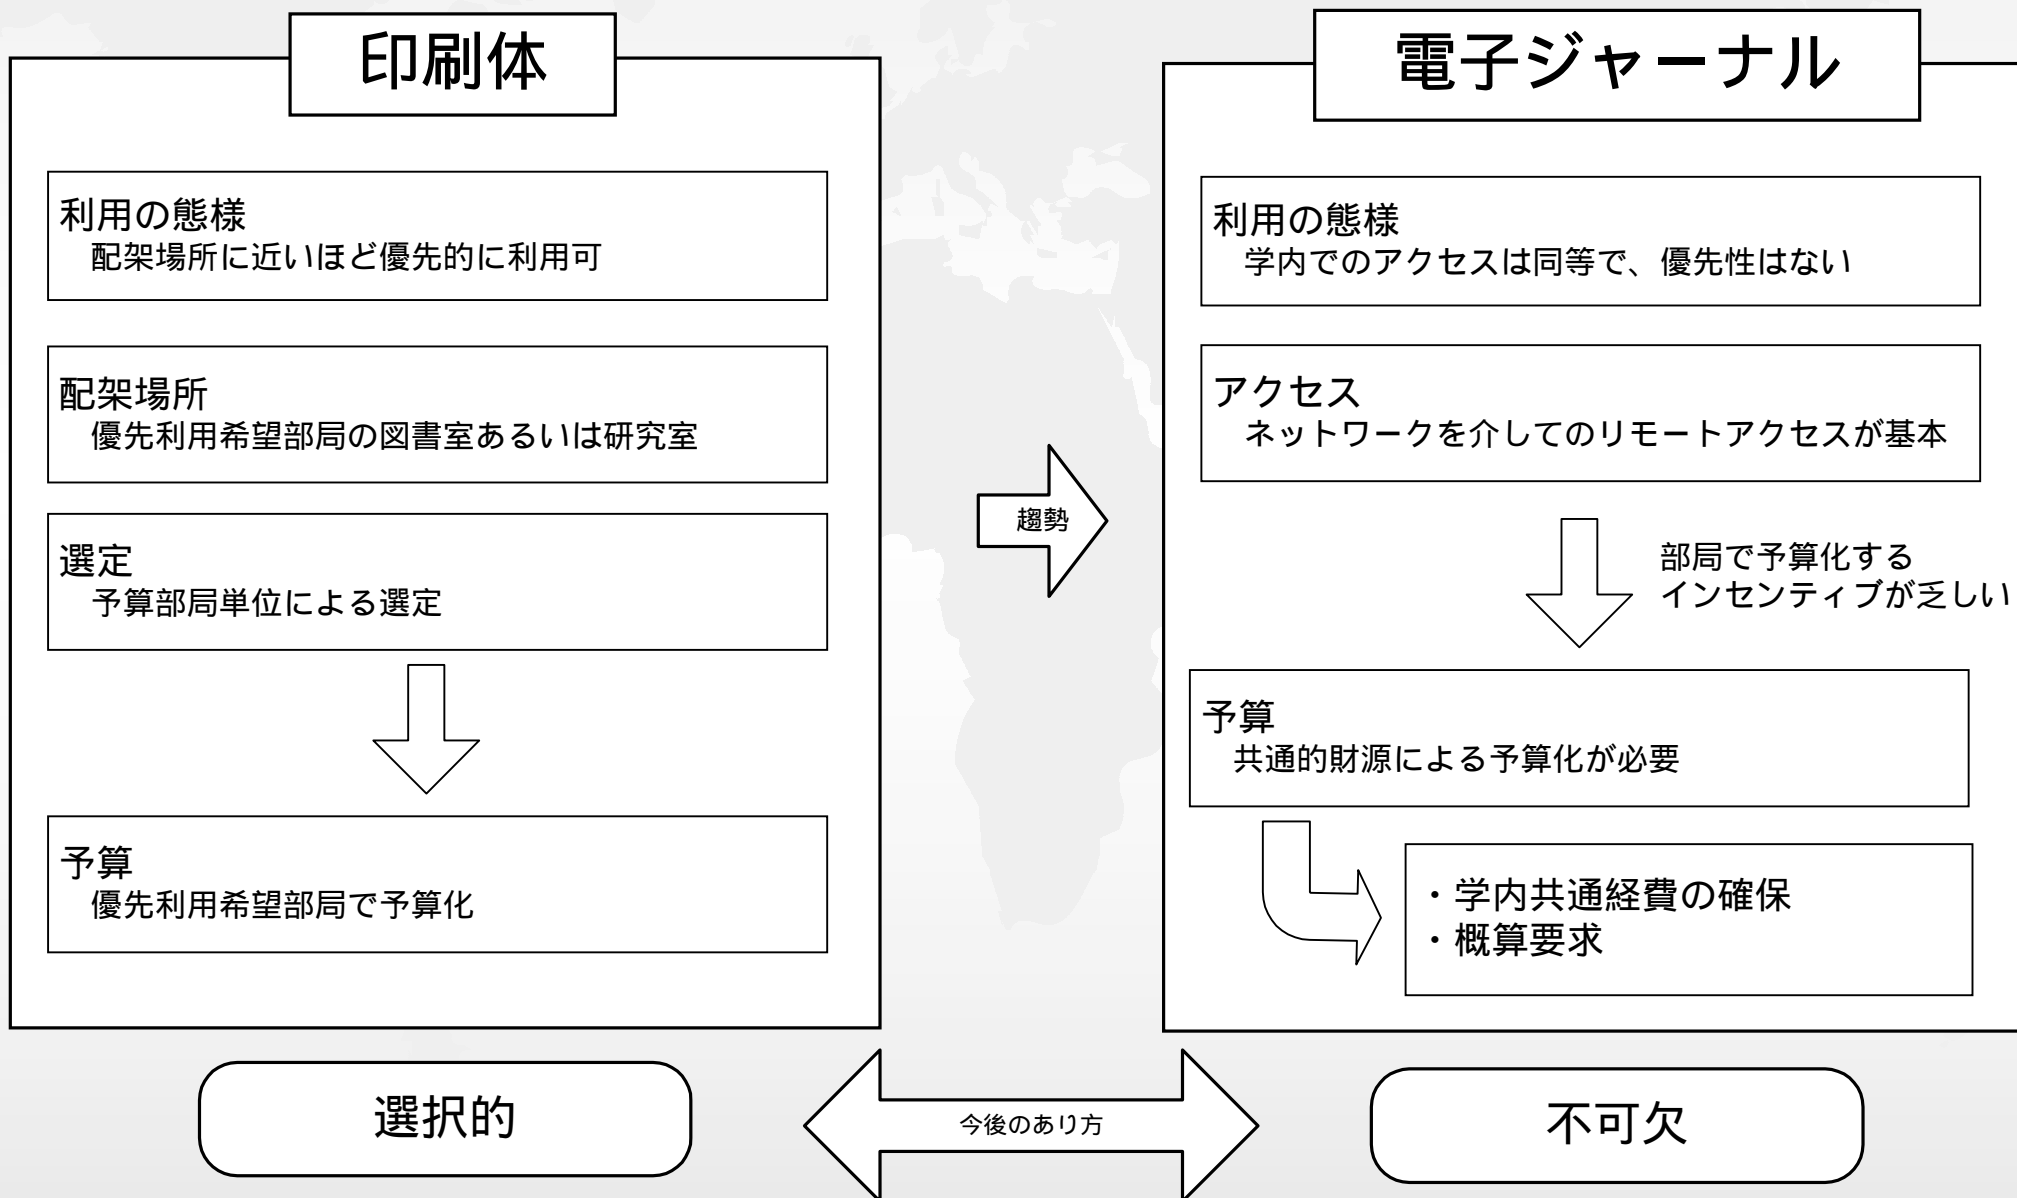 印刷体
利用の態様
配架場所に近いほど優先的に利用可
配架場所
優先利用希望部局の図書室あるいは研究室
選定
予算部局単位による選定
予算
優先利用希望部局で予算化
趨勢
電子ジャーナル
利用の態様
学内でのアクセスは同等で、優先性はない
アクセス
ネットワークを介してのリモートアクセスが基本
部局で予算化する
インセンティブが乏しい
予算
共通的財源による予算化が必要
・学内共通経費の確保
・概算要求
選択的
今後のあり方
不可欠